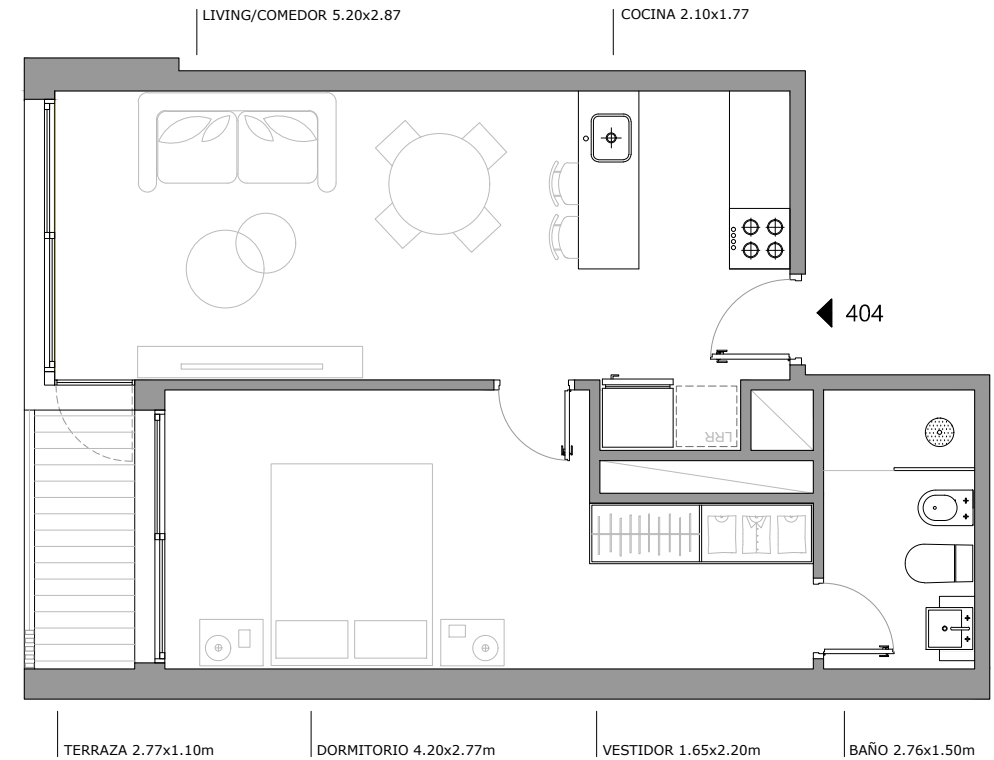 LIVING/COMEDOR 5.20x2.87
COCINA 2.10x1.77
404
LRR
TERRAZA 2.77x1.10m
DORMITORIO 4.20x2.77m
VESTIDOR 1.65x2.20m
BAÑO 2.76x1.50m